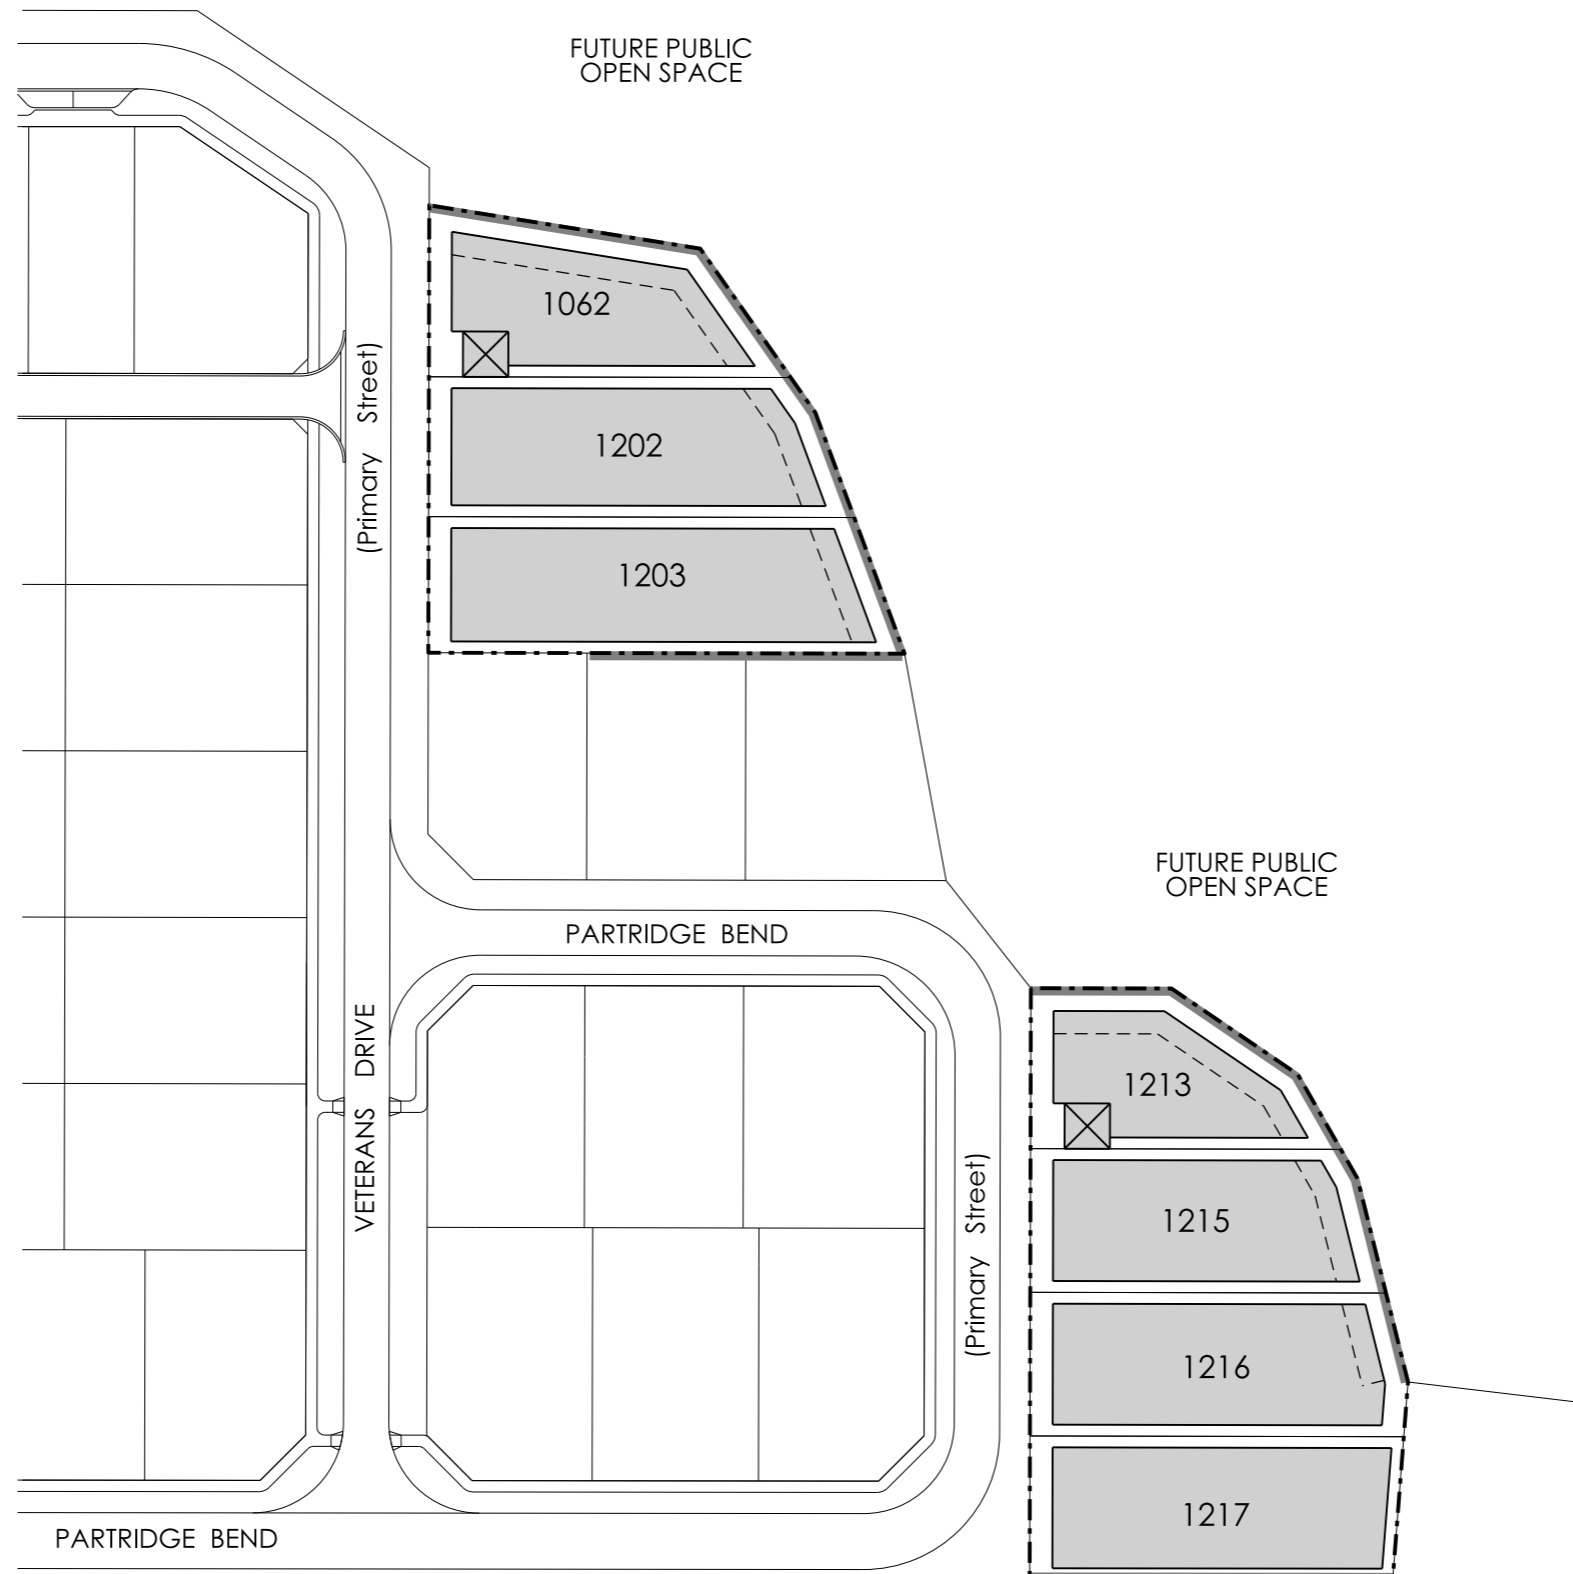 FUTURE PUBLIC
OPEN SPACE
1062
(Primary Street)
1202
1203
FUTURE PUBLIC
OPEN SPACE
PARTRIDGE BEND
VETERANS DRIVE
1213
(Primary Street)
1215
1216
1217
PARTRIDGE BEND